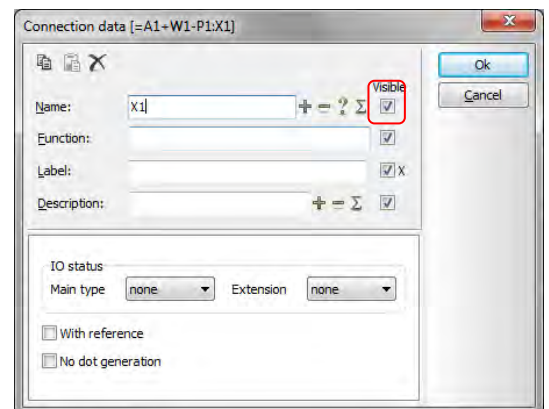 Connection data [=A1+W1-P1:X1]
Ok
Visible
Cancel
Name: X1 + = ? Σ
Function:
Label: X
Description: + = Σ
IO status
Main type none Extension none
With reference
No dot generation